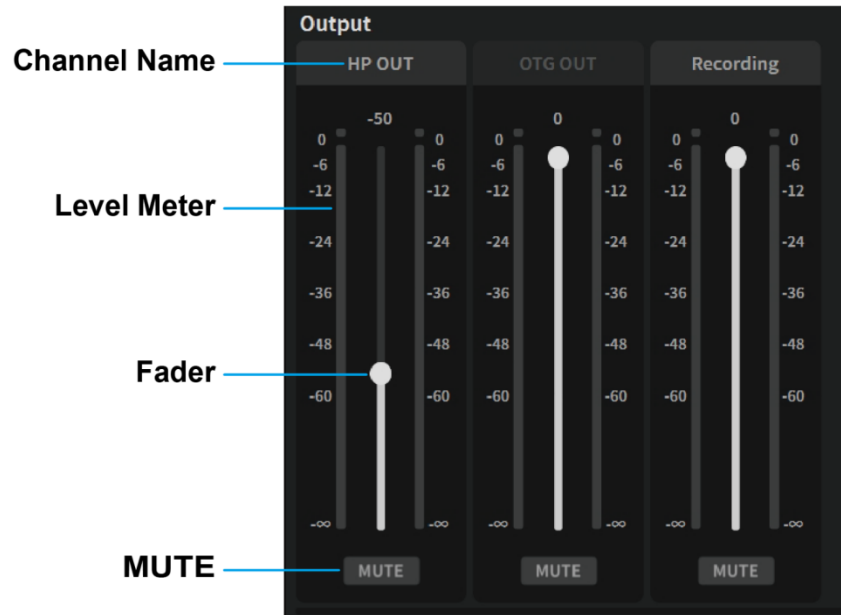 Output
Channel Name
HP OUT
OTG OUT
Recording
-50
0
0
0 0 0 0 0 0
-6 -6 -6 -6 -6 -6
-12 -12 -12 -12 -12 -12
Level Meter
-24 -24 -24 -24 -24 -24
-36 -36 -36 -36 -36 -36
-48 -48 -48 -48 -48 -48
Fader
-60 -60 -60 -60 -60 -60
-∞ -∞ -∞ -∞ -∞ -∞
MUTE
MUTE
MUTE
MUTE